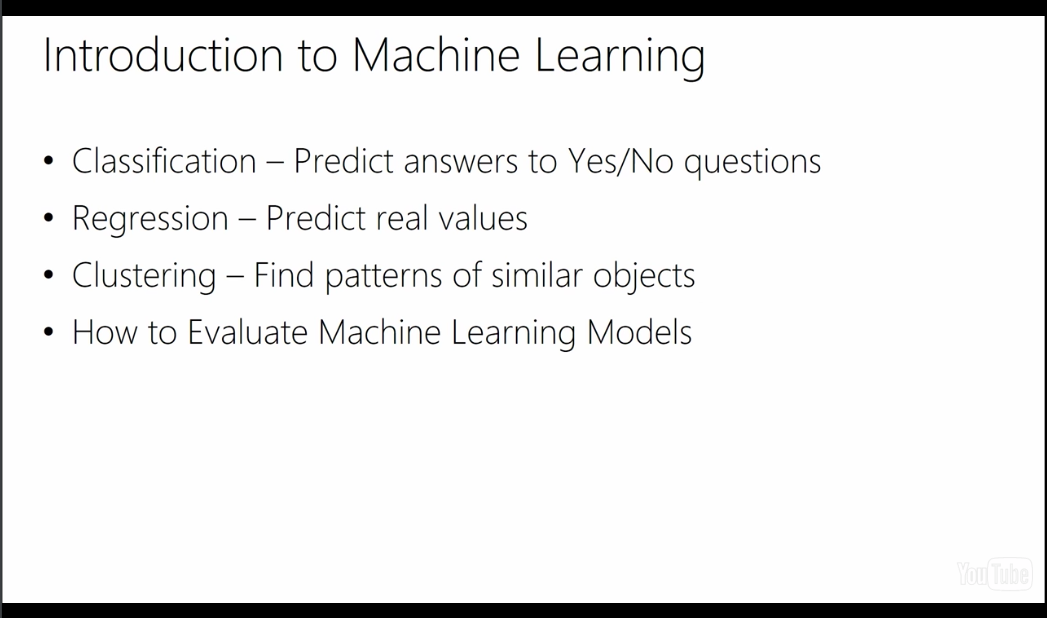 Introduction to Machine Learning
• Classification – Predict answers to Yes/No questions
• Regression – Predict real values
• Clustering – Find patterns of similar objects
• How to Evaluate Machine Learning Models
YouTube